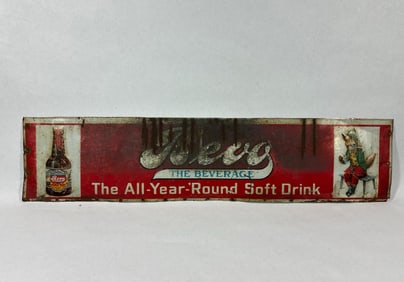 Bevo
THE BEVERAGE
The All-Year-'Round Soft Drink